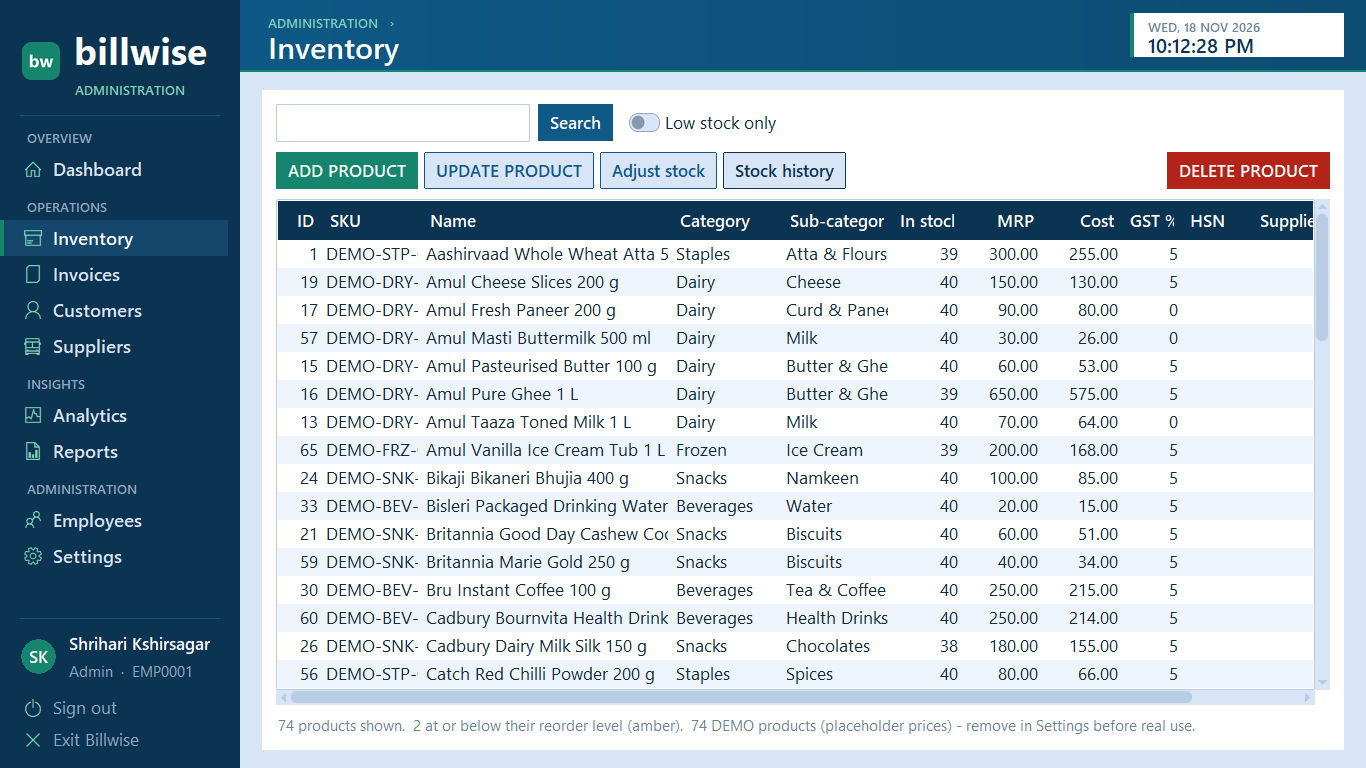 bw billwise
ADMINISTRATION
OVERVIEW
Dashboard
OPERATIONS
Inventory
Invoices
Customers
Suppliers
INSIGHTS
Analytics
Reports
ADMINISTRATION
Employees
Settings
SK Shrihari Kshirsagar
Admin · EMP0001
Sign out
Exit Billwise
ADMINISTRATION ›
Inventory
WED, 18 NOV 2026
10:12:28 PM
Search Low stock only
ADD PRODUCT UPDATE PRODUCT Adjust stock Stock history DELETE PRODUCT
ID SKU Name Category Sub-categor In stock MRP Cost GST % HSN Supplie
1 DEMO-STP- Aashirvaad Whole Wheat Atta 5 Staples Atta & Flours 39 300.00 255.00 5
19 DEMO-DRY- Amul Cheese Slices 200 g Dairy Cheese 40 150.00 130.00 5
17 DEMO-DRY- Amul Fresh Paneer 200 g Dairy Curd & Panee 40 90.00 80.00 0
57 DEMO-DRY- Amul Masti Buttermilk 500 ml Dairy Milk 40 30.00 26.00 0
15 DEMO-DRY- Amul Pasteurised Butter 100 g Dairy Butter & Ghe 40 60.00 53.00 5
16 DEMO-DRY- Amul Pure Ghee 1 L Dairy Butter & Ghe 39 650.00 575.00 5
13 DEMO-DRY- Amul Taaza Toned Milk 1 L Dairy Milk 40 70.00 64.00 0
65 DEMO-FRZ- Amul Vanilla Ice Cream Tub 1 L Frozen Ice Cream 39 200.00 168.00 5
24 DEMO-SNK- Bikaji Bikaneri Bhujia 400 g Snacks Namkeen 40 100.00 85.00 5
33 DEMO-BEV- Bisleri Packaged Drinking Water Beverages Water 40 20.00 15.00 5
21 DEMO-SNK- Britannia Good Day Cashew Coo Snacks Biscuits 40 60.00 51.00 5
59 DEMO-SNK- Britannia Marie Gold 250 g Snacks Biscuits 40 40.00 34.00 5
30 DEMO-BEV- Bru Instant Coffee 100 g Beverages Tea & Coffee 40 250.00 215.00 5
60 DEMO-BEV- Cadbury Bournvita Health Drink Beverages Health Drinks 40 250.00 214.00 5
26 DEMO-SNK- Cadbury Dairy Milk Silk 150 g Snacks Chocolates 38 180.00 155.00 5
56 DEMO-STP- Catch Red Chilli Powder 200 g Staples Spices 40 80.00 66.00 5
74 products shown. 2 at or below their reorder level (amber). 74 DEMO products (placeholder prices) - remove in Settings before real use.